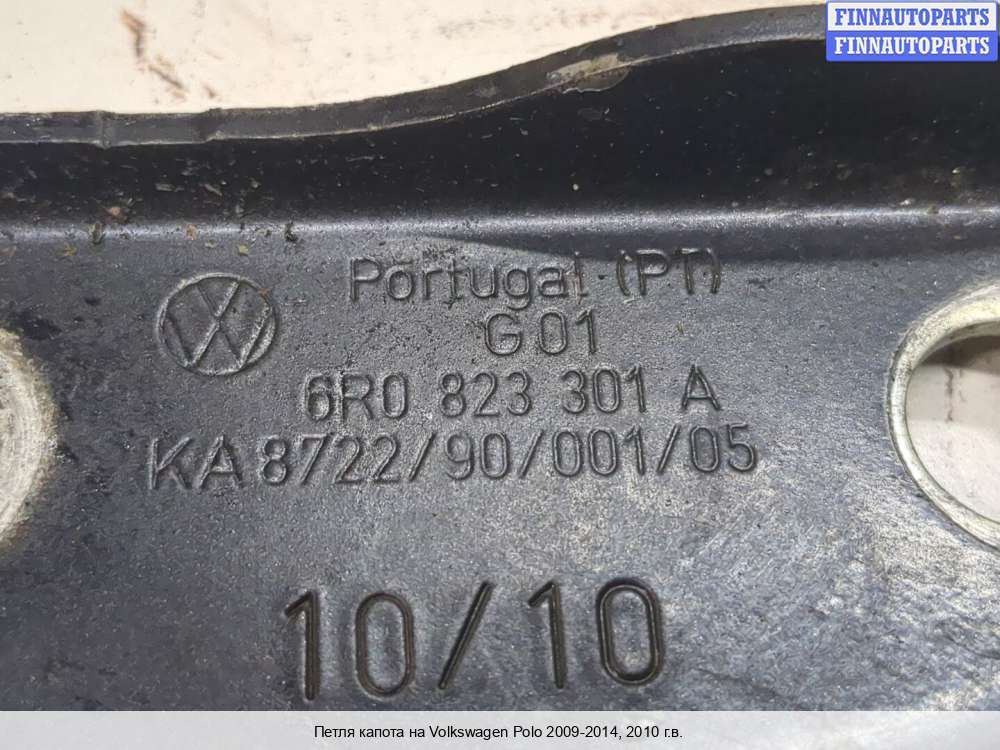 FINNAUTOPARTS
FINNAUTOPARTS
Portugal (PT)
G01
6R0 823 301 A
KA 8722/90/001/05
10/10
Петля капота на Volkswagen Polo 2009-2014, 2010 г.в.